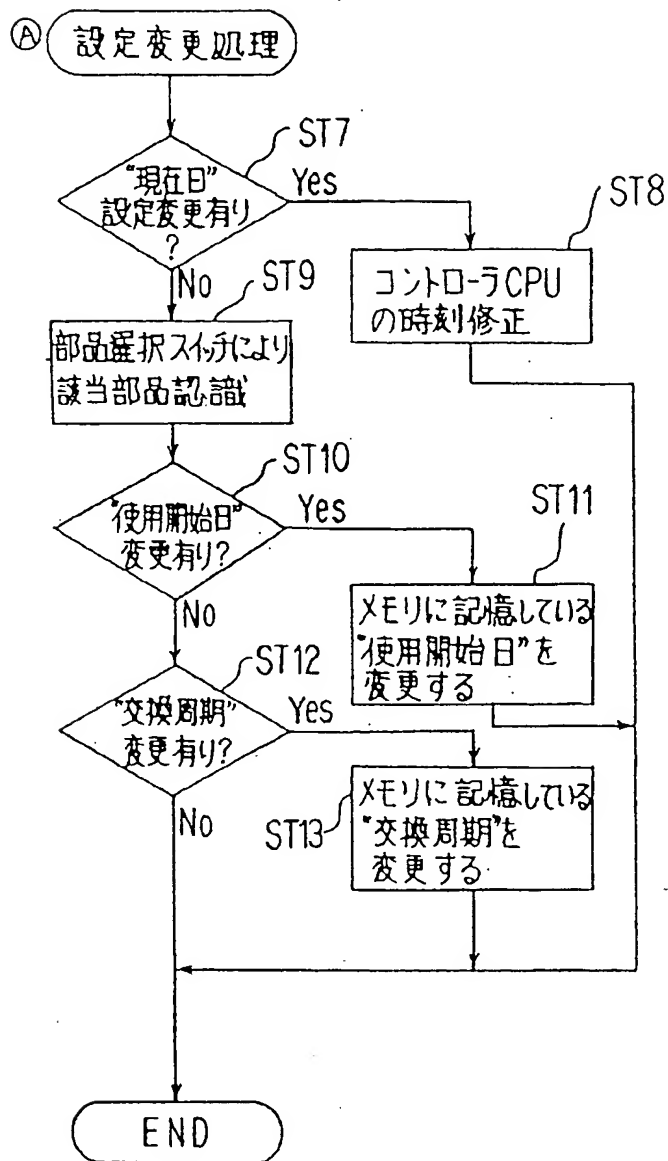 Ⓐ 設定変更処理
ST7
“現在日”
設定変更有り
?
Yes
No
ST8
コントローラCPU
の時刻修正
ST9
部品選択スイッチにより
該当部品認識
ST10
“使用開始日”
変更有り?
Yes
No
ST11
メモリに記憶している
“使用開始日”を
変更する
ST12
“交換周期”
変更有り?
Yes
No
ST13
メモリに記憶している
“交換周期”を
変更する
END